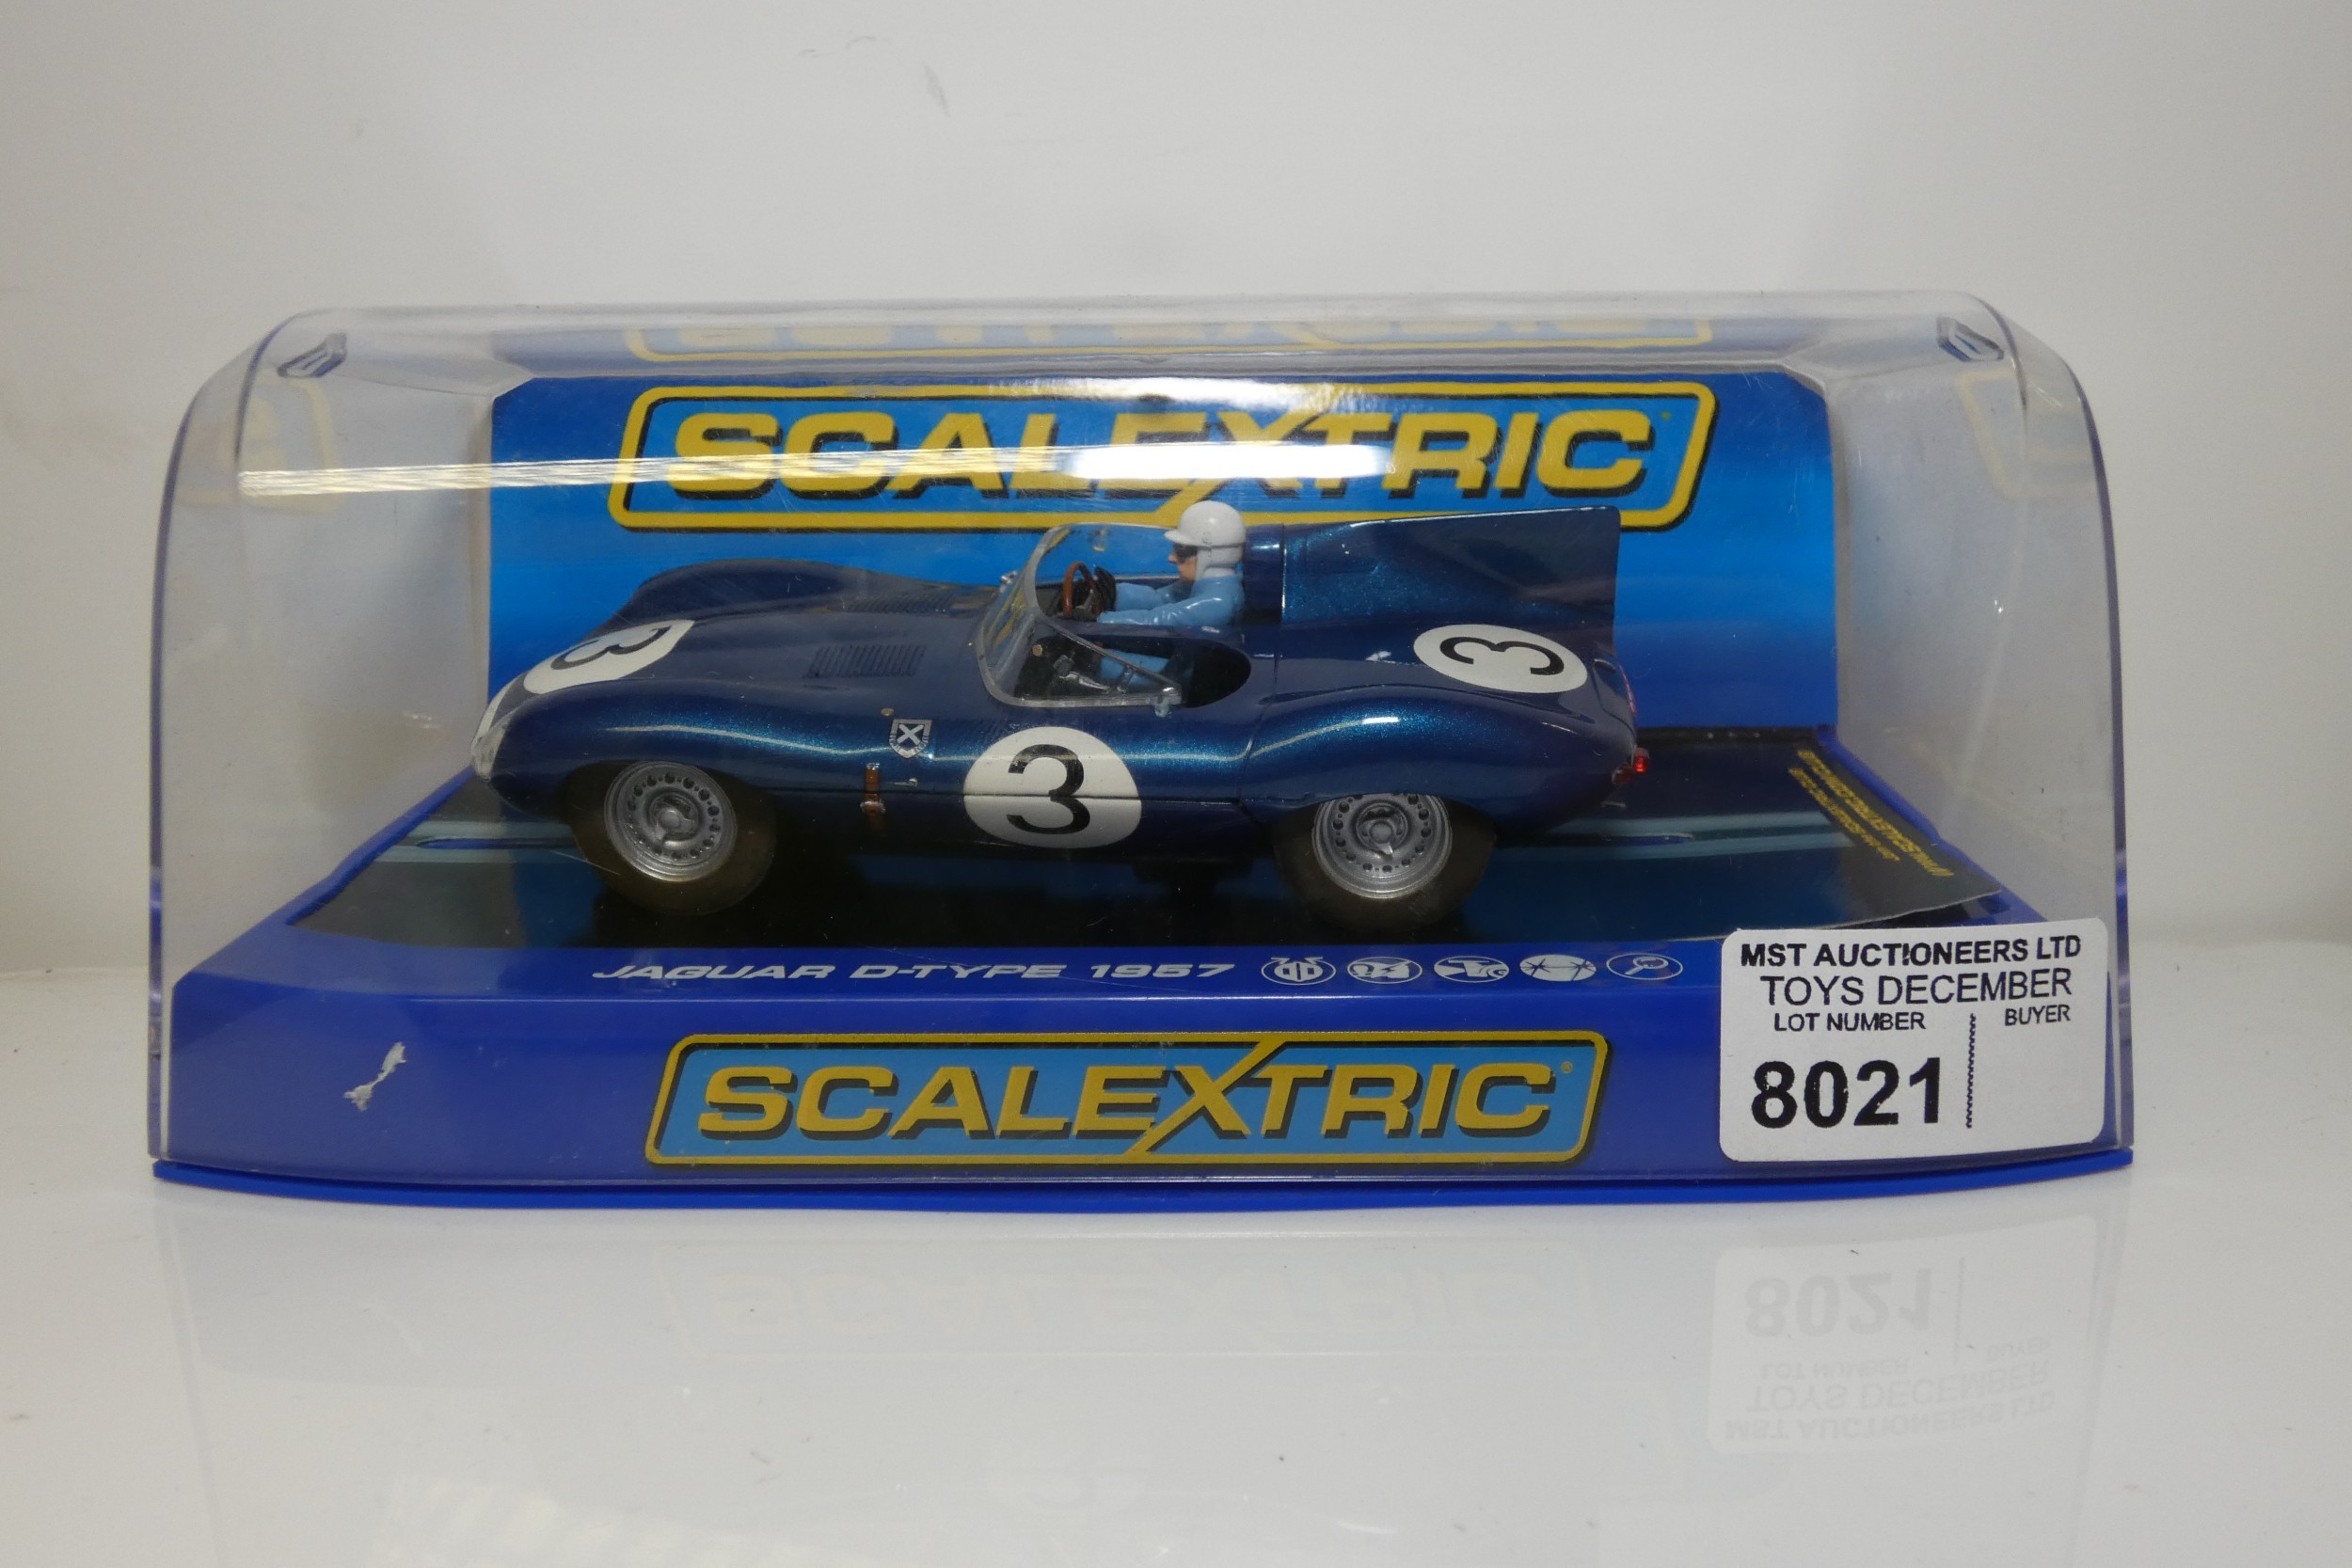 SCALEXTRIC
3
3
3
JAGUAR D-TYPE 1957
SCALEXTRIC
MST AUCTIONEERS LTD
TOYS DECEMBER
LOT NUMBER BUYER
8021